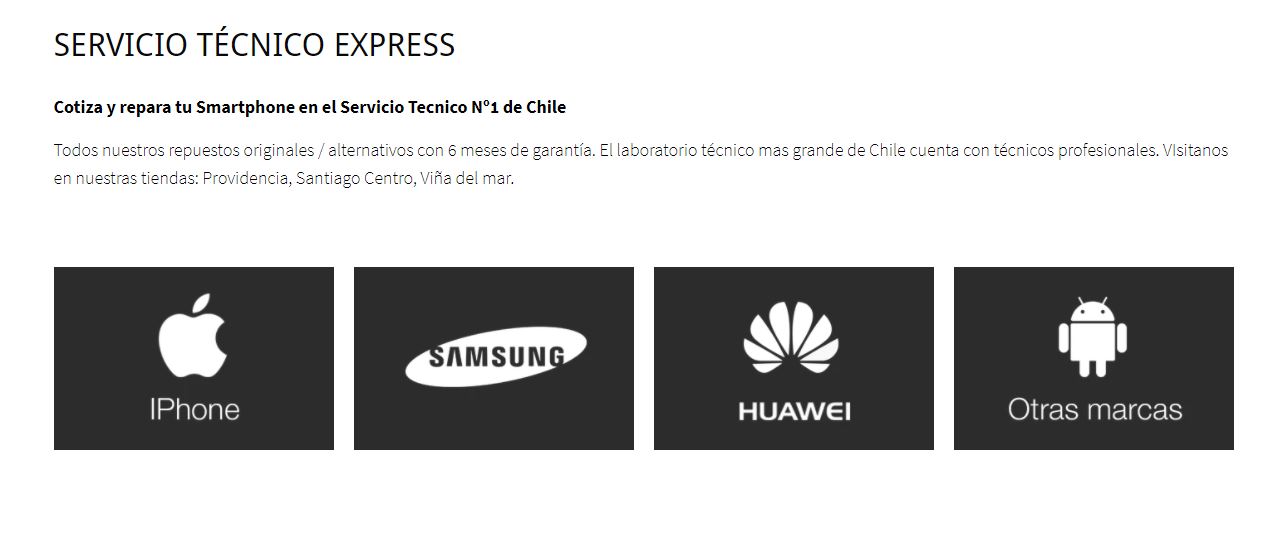 SERVICIO TÉCNICO EXPRESS
Cotiza y repara tu Smartphone en el Servicio Tecnico Nº1 de Chile
Todos nuestros repuestos originales / alternativos con 6 meses de garantía. El laboratorio técnico mas grande de Chile cuenta con técnicos profesionales. VIsitanos
en nuestras tiendas: Providencia, Santiago Centro, Viña del mar.
IPhone
SAMSUNG
HUAWEI
Otras marcas